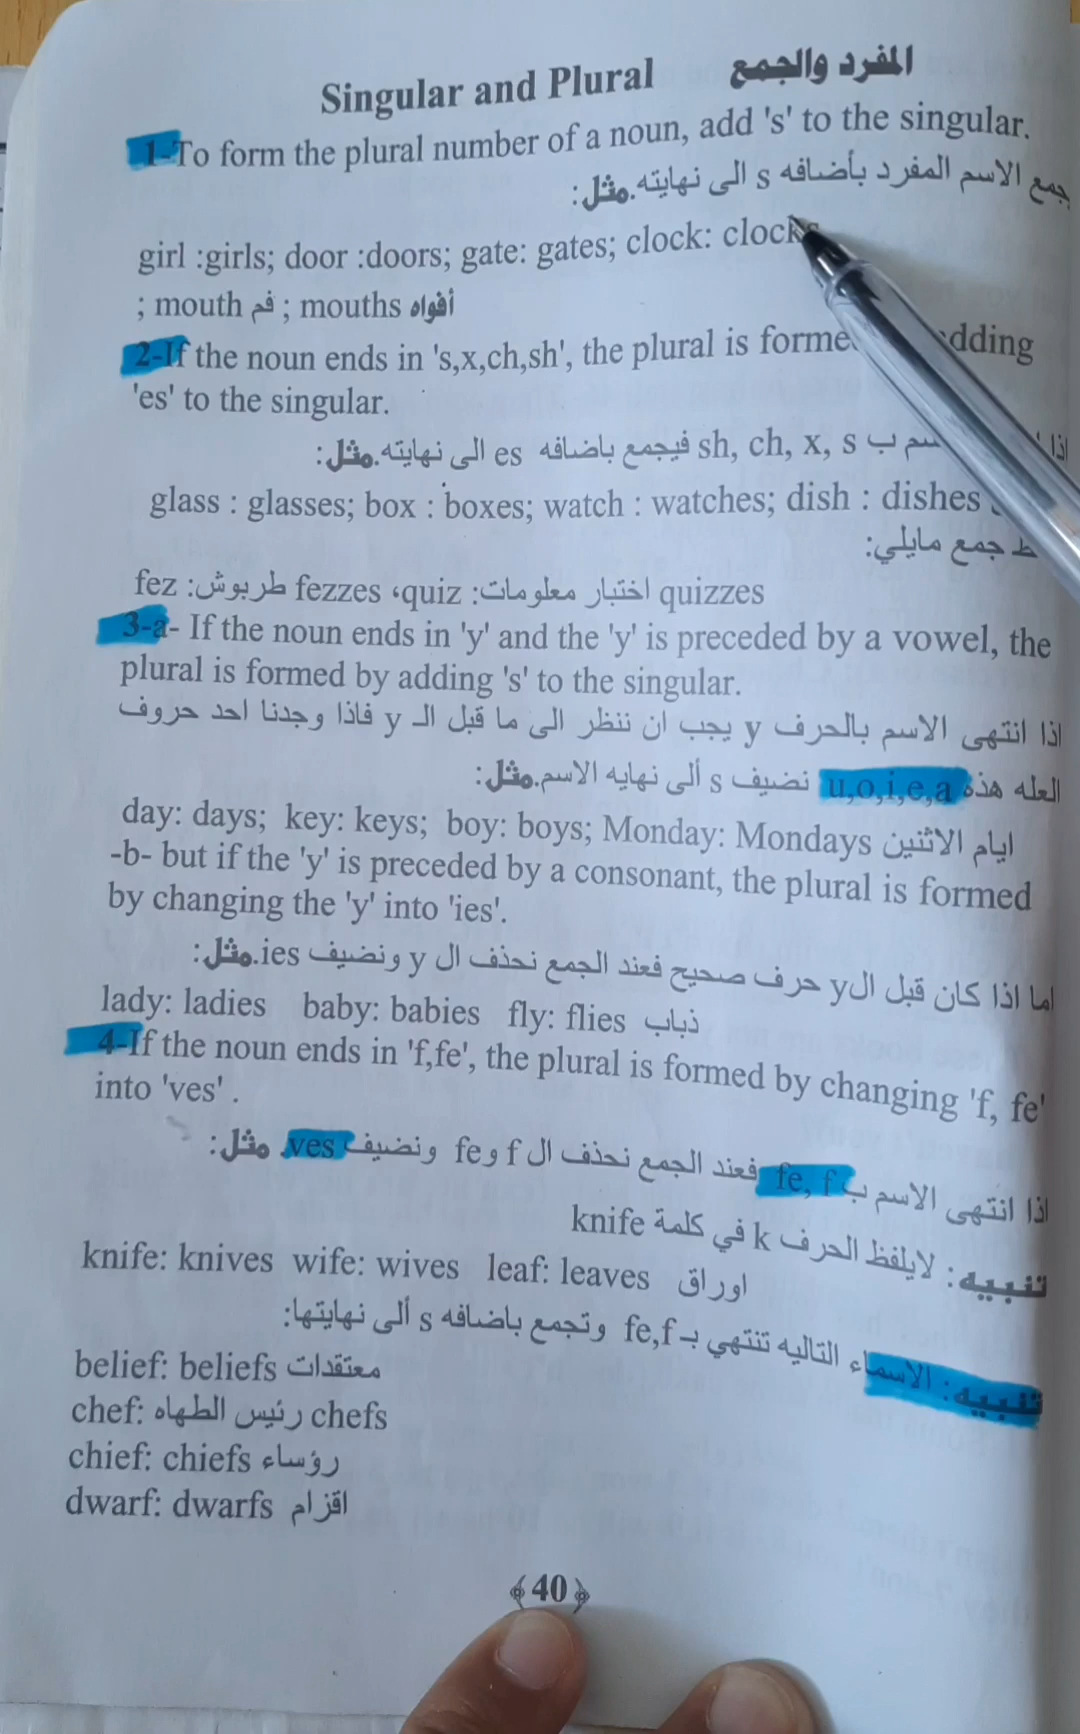 Singular and Plural المفرد والجمع
1-To form the plural number of a noun, add 's' to the singular.
جمع الاسم المفرد بأضافه s الى نهايته.مثل:
girl :girls; door :doors; gate: gates; clock: clocks
; mouth فم ; mouths أفواه
2-If the noun ends in 's,x,ch,sh', the plural is forme dding
'es' to the singular.
اذا ب sh, ch, x, s فيجمع باضافه es الى نهايته.مثل:
glass : glasses; box : boxes; watch : watches; dish : dishes
جمع مايلي:
fez :طربوش fezzes ،quiz :اختبار معلومات quizzes
3-a- If the noun ends in 'y' and the 'y' is preceded by a vowel, the
plural is formed by adding 's' to the singular.
اذا انتهى الاسم بالحرف y يجب ان ننظر الى ما قبل الـ y فاذا وجدنا احد حروف
العله هذه u,o,i,e,a نضيف s ألى نهايه الاسم.مثل:
day: days; key: keys; boy: boys; Monday: Mondays ايام الاثنين
-b- but if the 'y' is preceded by a consonant, the plural is formed
by changing the 'y' into 'ies'.
اما اذا كان قبل الy حرف صحيح فعند الجمع نحذف ال y ونضيف ies.مثل:
lady: ladies baby: babies fly: flies ذباب
4-If the noun ends in 'f,fe', the plural is formed by changing 'f, fe'
into 'ves' .
اذا انتهى الاسم ب fe, f فعند الجمع نحذف ال f و fe ونضيف ves. مثل:
تنبيه: لايلفظ الحرف k في كلمة knife
knife: knives wife: wives leaf: leaves اوراق
تنبيه: الاسماء التاليه تنتهي بـ fe,f وتجمع باضافه s ألى نهايتها:
belief: beliefs معتقدات
chef: رئيس الطهاه chefs
chief: chiefs رؤساء
dwarf: dwarfs اقزام
40